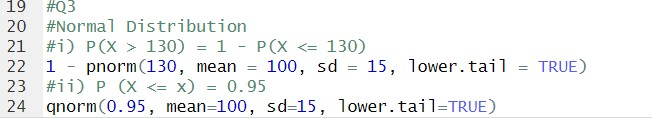 19 #Q3
20 #Normal Distribution
21 #i) P(X > 130) = 1 - P(X <= 130)
22 1 - pnorm(130, mean = 100, sd = 15, lower.tail = TRUE)
23 #ii) P (X <= x) = 0.95
24 qnorm(0.95, mean=100, sd=15, lower.tail=TRUE)